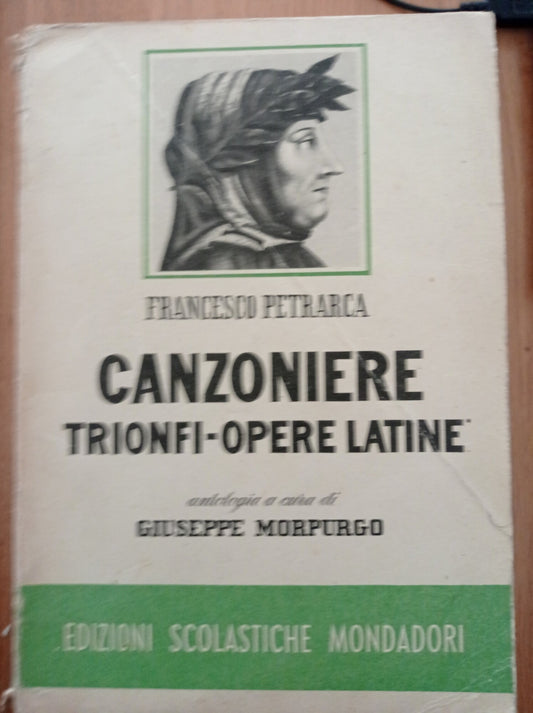 FRANCESCO PETRARCA
CANZONIERE
TRIONFI-OPERE LATINE
antologia a cura di
GIUSEPPE MORPURGO
EDIZIONI SCOLASTICHE MONDADORI